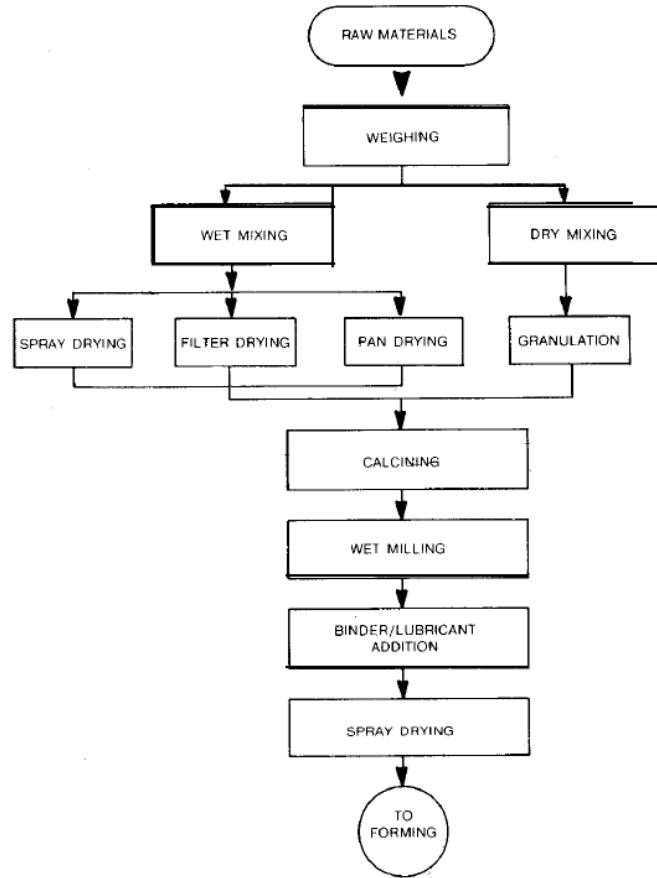 RAW MATERIALS
WEIGHING
WET MIXING
DRY MIXING
SPRAY DRYING
FILTER DRYING
PAN DRYING
GRANULATION
CALCINING
WET MILLING
BINDER/LUBRICANT
ADDITION
SPRAY DRYING
TO
FORMING